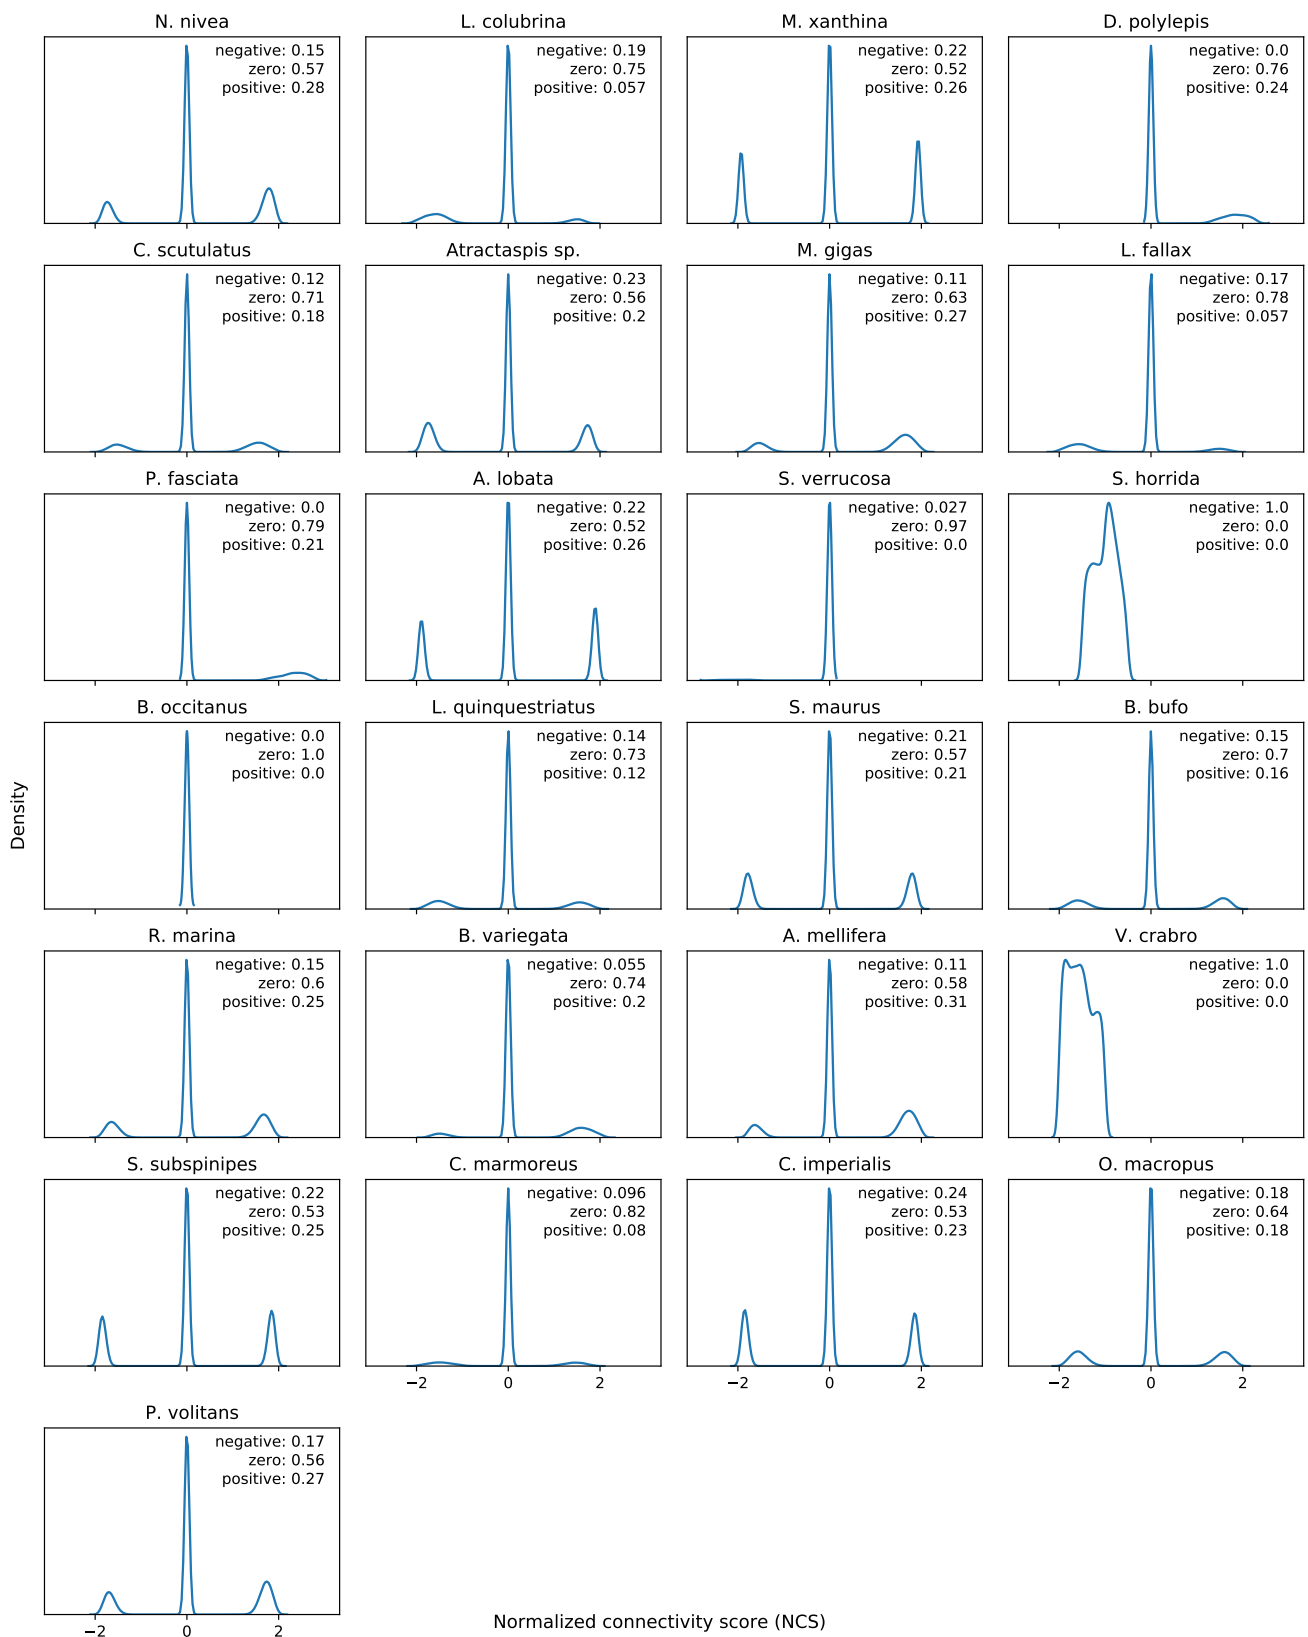 N. nivea
negative: 0.15
zero: 0.57
positive: 0.28
L. colubrina
negative: 0.19
zero: 0.75
positive: 0.057
M. xanthina
negative: 0.22
zero: 0.52
positive: 0.26
D. polylepis
negative: 0.0
zero: 0.76
positive: 0.24
C. scutulatus
negative: 0.12
zero: 0.71
positive: 0.18
Atractaspis sp.
negative: 0.23
zero: 0.56
positive: 0.2
M. gigas
negative: 0.11
zero: 0.63
positive: 0.27
L. fallax
negative: 0.17
zero: 0.78
positive: 0.057
P. fasciata
negative: 0.0
zero: 0.79
positive: 0.21
A. lobata
negative: 0.22
zero: 0.52
positive: 0.26
S. verrucosa
negative: 0.027
zero: 0.97
positive: 0.0
S. horrida
negative: 1.0
zero: 0.0
positive: 0.0
B. occitanus
negative: 0.0
zero: 1.0
positive: 0.0
L. quinquestriatus
negative: 0.14
zero: 0.73
positive: 0.12
S. maurus
negative: 0.21
zero: 0.57
positive: 0.21
B. bufo
negative: 0.15
zero: 0.7
positive: 0.16
Density
R. marina
negative: 0.15
zero: 0.6
positive: 0.25
B. variegata
negative: 0.055
zero: 0.74
positive: 0.2
A. mellifera
negative: 0.11
zero: 0.58
positive: 0.31
V. crabro
negative: 1.0
zero: 0.0
positive: 0.0
S. subspinipes
negative: 0.22
zero: 0.53
positive: 0.25
C. marmoreus
negative: 0.096
zero: 0.82
positive: 0.08
−2 0 2
C. imperialis
negative: 0.24
zero: 0.53
positive: 0.23
−2 0 2
O. macropus
negative: 0.18
zero: 0.64
positive: 0.18
−2 0 2
P. volitans
negative: 0.17
zero: 0.56
positive: 0.27
−2 0 2
Normalized connectivity score (NCS)